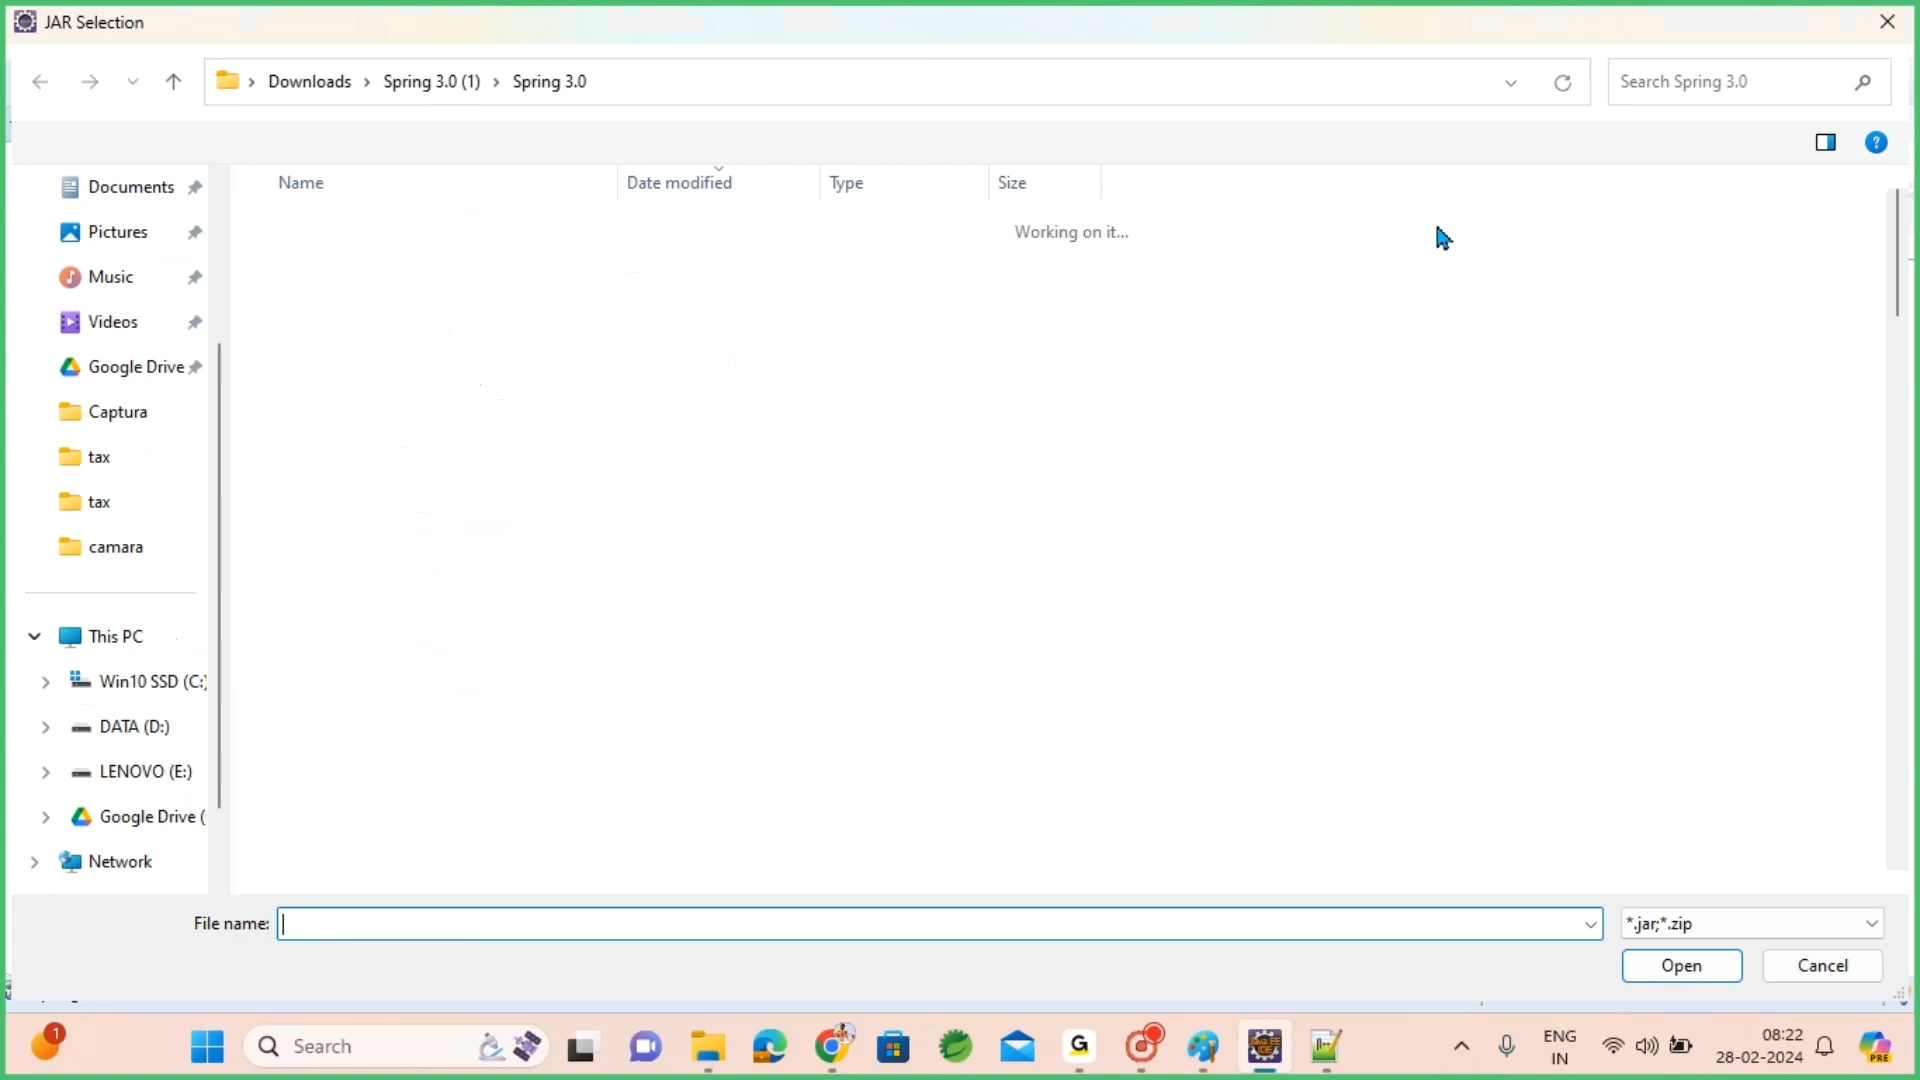 JAR Selection
Downloads > Spring 3.0 (1) > Spring 3.0
Search Spring 3.0
Name
Date modified
Type
Size
Working on it...
Documents
Pictures
Music
Videos
Google Drive
Captura
tax
tax
camara
This PC
Win10 SSD (C:)
DATA (D:)
LENOVO (E:)
Google Drive (
Network
File name:
*.jar;*.zip
Open
Cancel
1
Search
G
ENG
IN
08:22
28-02-2024
PRE